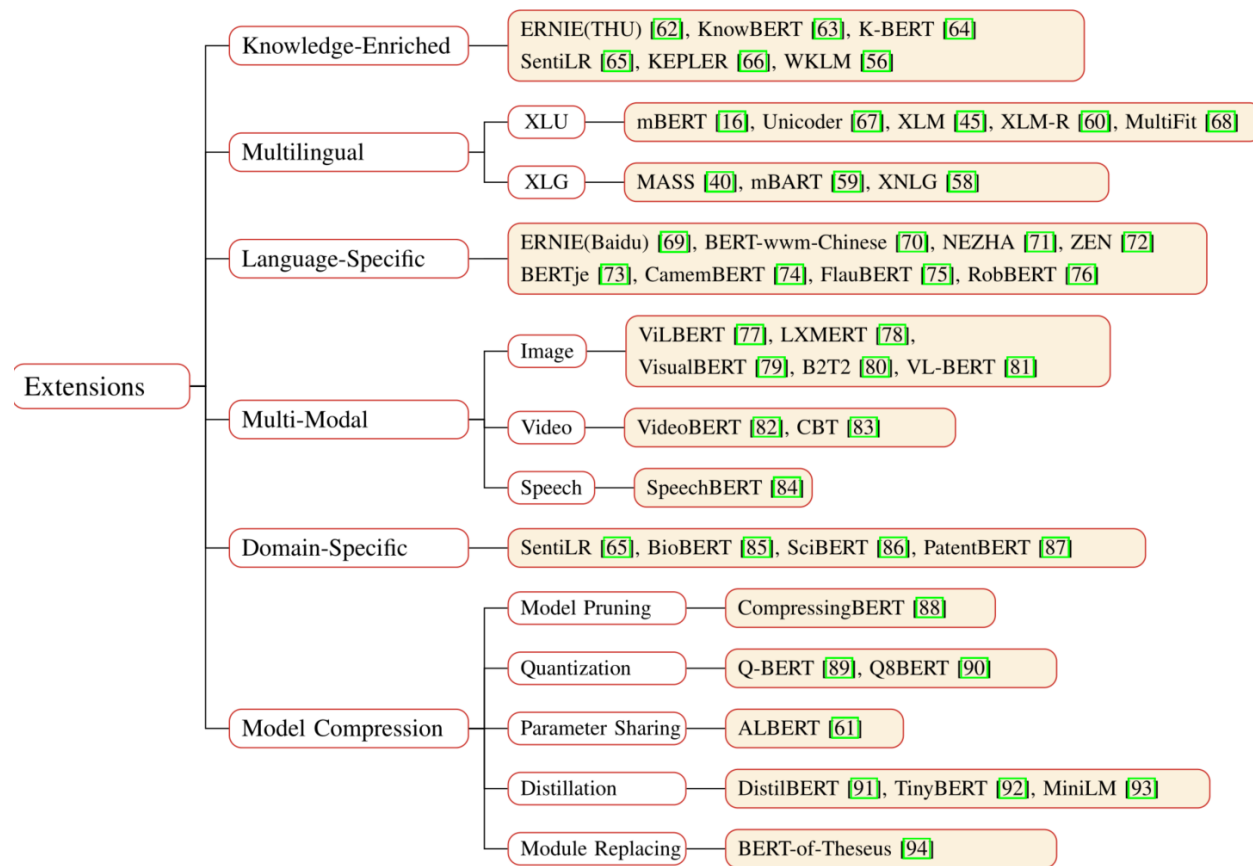 Knowledge-Enriched
ERNIE(THU) [62], KnowBERT [63], K-BERT [64]
SentiLR [65], KEPLER [66], WKLM [56]
XLU
mBERT [16], Unicoder [67], XLM [45], XLM-R [60], MultiFit [68]
Multilingual
XLG
MASS [40], mBART [59], XNLG [58]
Language-Specific
ERNIE(Baidu) [69], BERT-wwm-Chinese [70], NEZHA [71], ZEN [72]
BERTje [73], CamemBERT [74], FlauBERT [75], RobBERT [76]
Image
ViLBERT [77], LXMERT [78],
VisualBERT [79], B2T2 [80], VL-BERT [81]
Extensions
Multi-Modal
Video
VideoBERT [82], CBT [83]
Speech
SpeechBERT [84]
Domain-Specific
SentiLR [65], BioBERT [85], SciBERT [86], PatentBERT [87]
Model Pruning
CompressingBERT [88]
Quantization
Q-BERT [89], Q8BERT [90]
Model Compression
Parameter Sharing
ALBERT [61]
Distillation
DistilBERT [91], TinyBERT [92], MiniLM [93]
Module Replacing
BERT-of-Theseus [94]